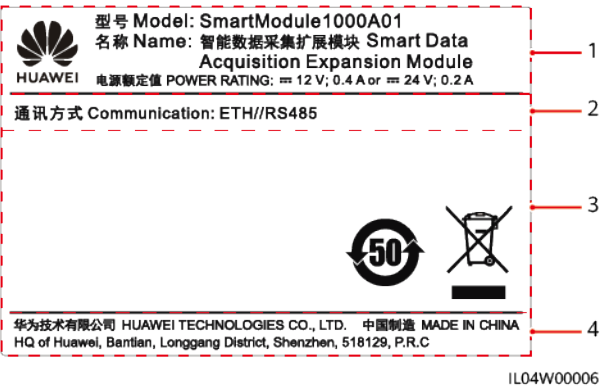 型号 Model: SmartModule1000A01
名称 Name: 智能数据采集扩展模块 Smart Data
Acquisition Expansion Module
HUAWEI
电源额定值 POWER RATING: ⎓ 12 V; 0.4 A or ⎓ 24 V; 0.2 A
1
通讯方式 Communication: ETH//RS485
2
3
50
华为技术有限公司 HUAWEI TECHNOLOGIES CO., LTD. 中国制造 MADE IN CHINA
HQ of Huawei, Bantian, Longgang District, Shenzhen, 518129, P.R.C
4
IL04W00006